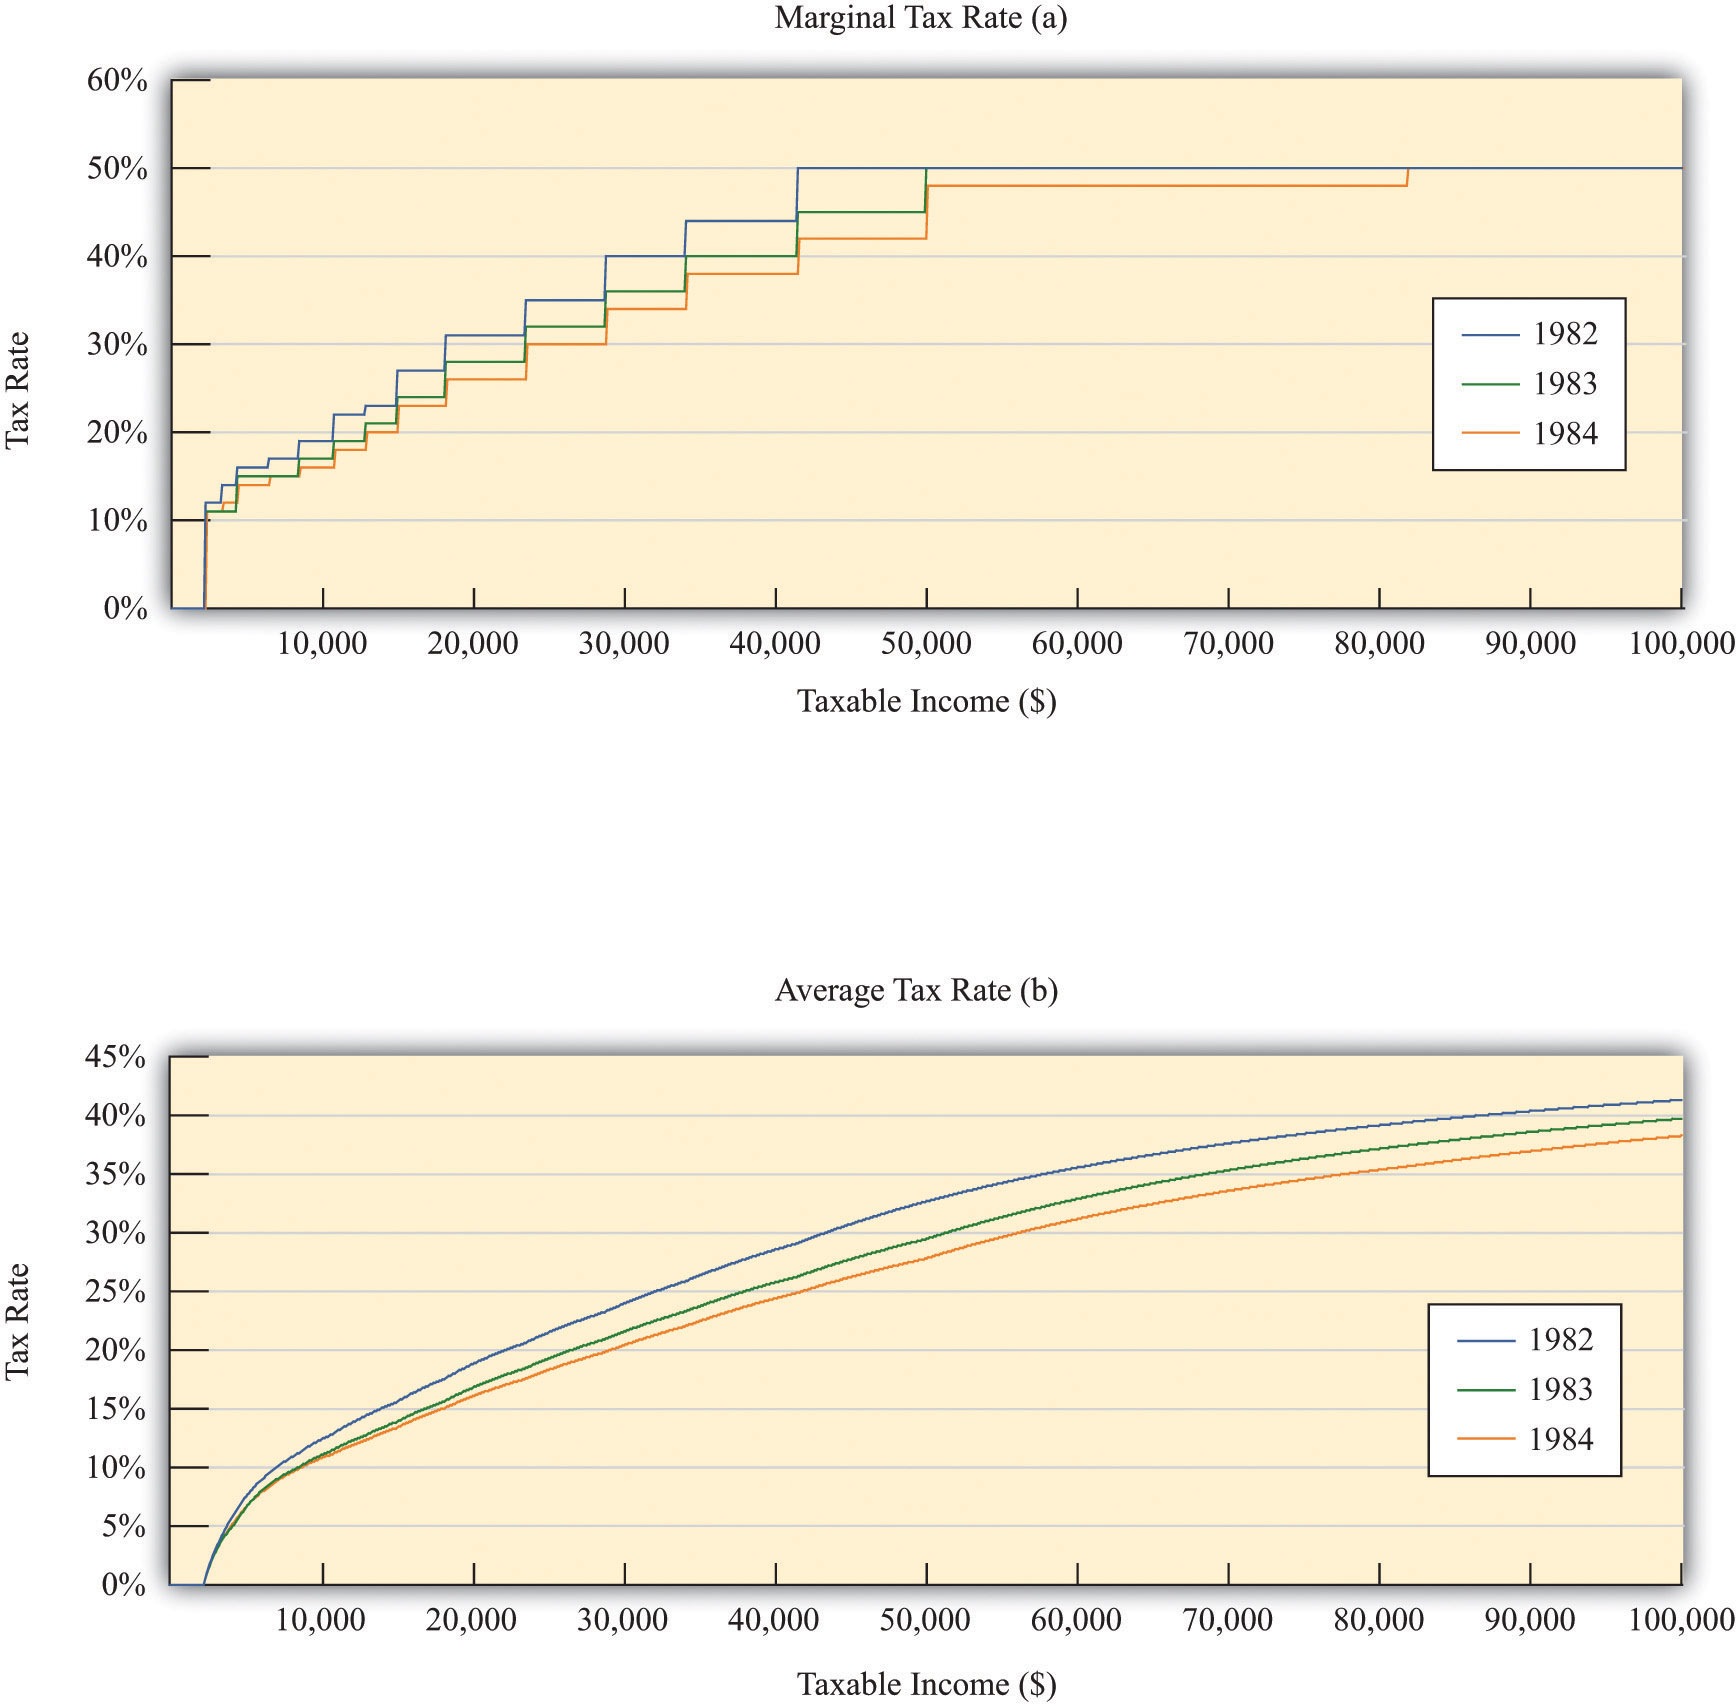 Marginal Tax Rate (a)
60%
50%
40%
30%
20%
10%
0%
Tax Rate
1982
1983
1984
10,000 20,000 30,000 40,000 50,000 60,000 70,000 80,000 90,000 100,000
Taxable Income ($)
Average Tax Rate (b)
45%
40%
35%
30%
25%
20%
15%
10%
5%
0%
Tax Rate
1982
1983
1984
10,000 20,000 30,000 40,000 50,000 60,000 70,000 80,000 90,000 100,000
Taxable Income ($)